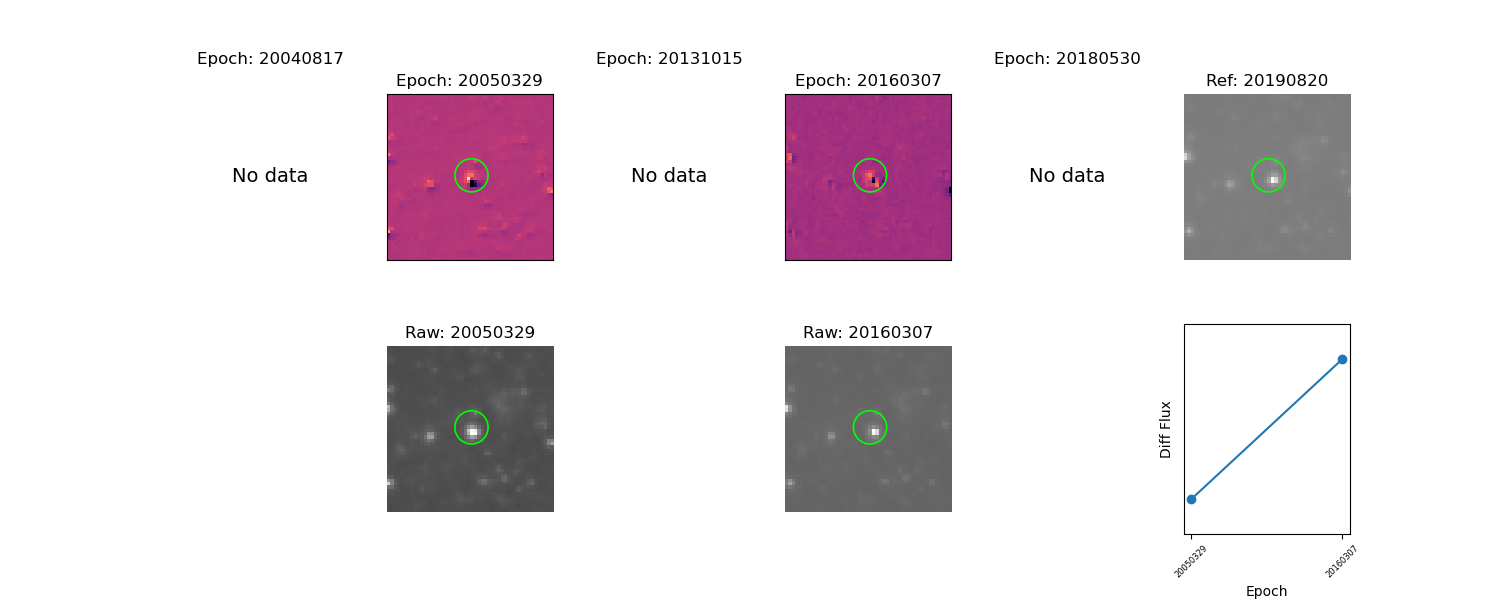 Epoch: 20040817
Epoch: 20050329
Epoch: 20131015
Epoch: 20160307
Epoch: 20180530
Ref: 20190820
No data
No data
No data
Raw: 20050329
Raw: 20160307
Diff Flux
20050329
20160307
Epoch